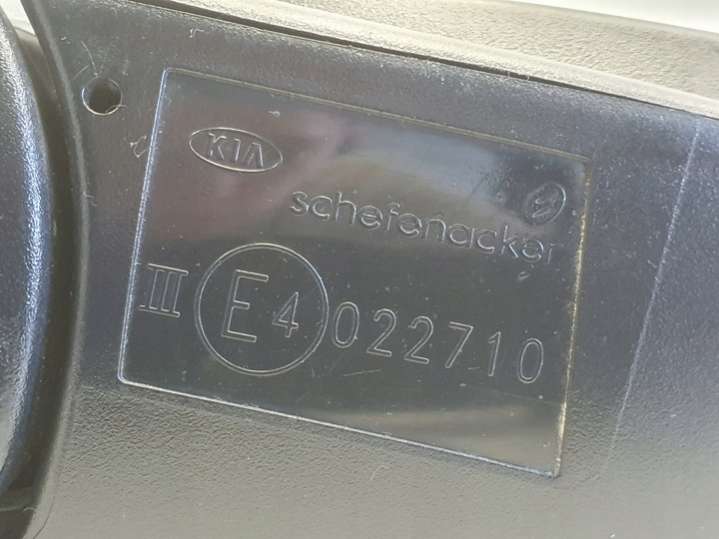 KIA
schefenacker
III E4 022710